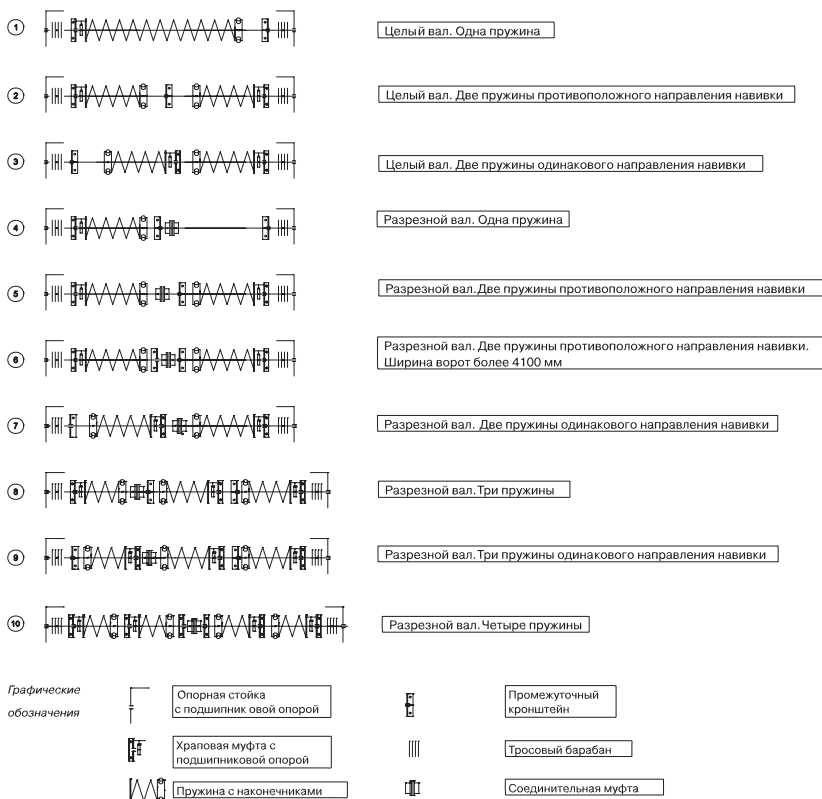 1
Целый вал. Одна пружина
2
Целый вал. Две пружины противоположного направления навивки
3
Целый вал. Две пружины одинакового направления навивки
4
Разрезной вал. Одна пружина
5
Разрезной вал. Две пружины противоположного направления навивки
6
Разрезной вал. Две пружины противоположного направления навивки.
Ширина ворот более 4100 мм
7
Разрезной вал. Две пружины одинакового направления навивки
8
Разрезной вал. Три пружины
9
Разрезной вал. Три пружины одинакового направления навивки
10
Разрезной вал. Четыре пружины
Графические
обозначения
Опорная стойка
с подшипник овой опорой
Промежуточный
кронштейн
Храповая муфта с
подшипниковой опорой
Тросовый барабан
Пружина с наконечниками
Соединительная муфта